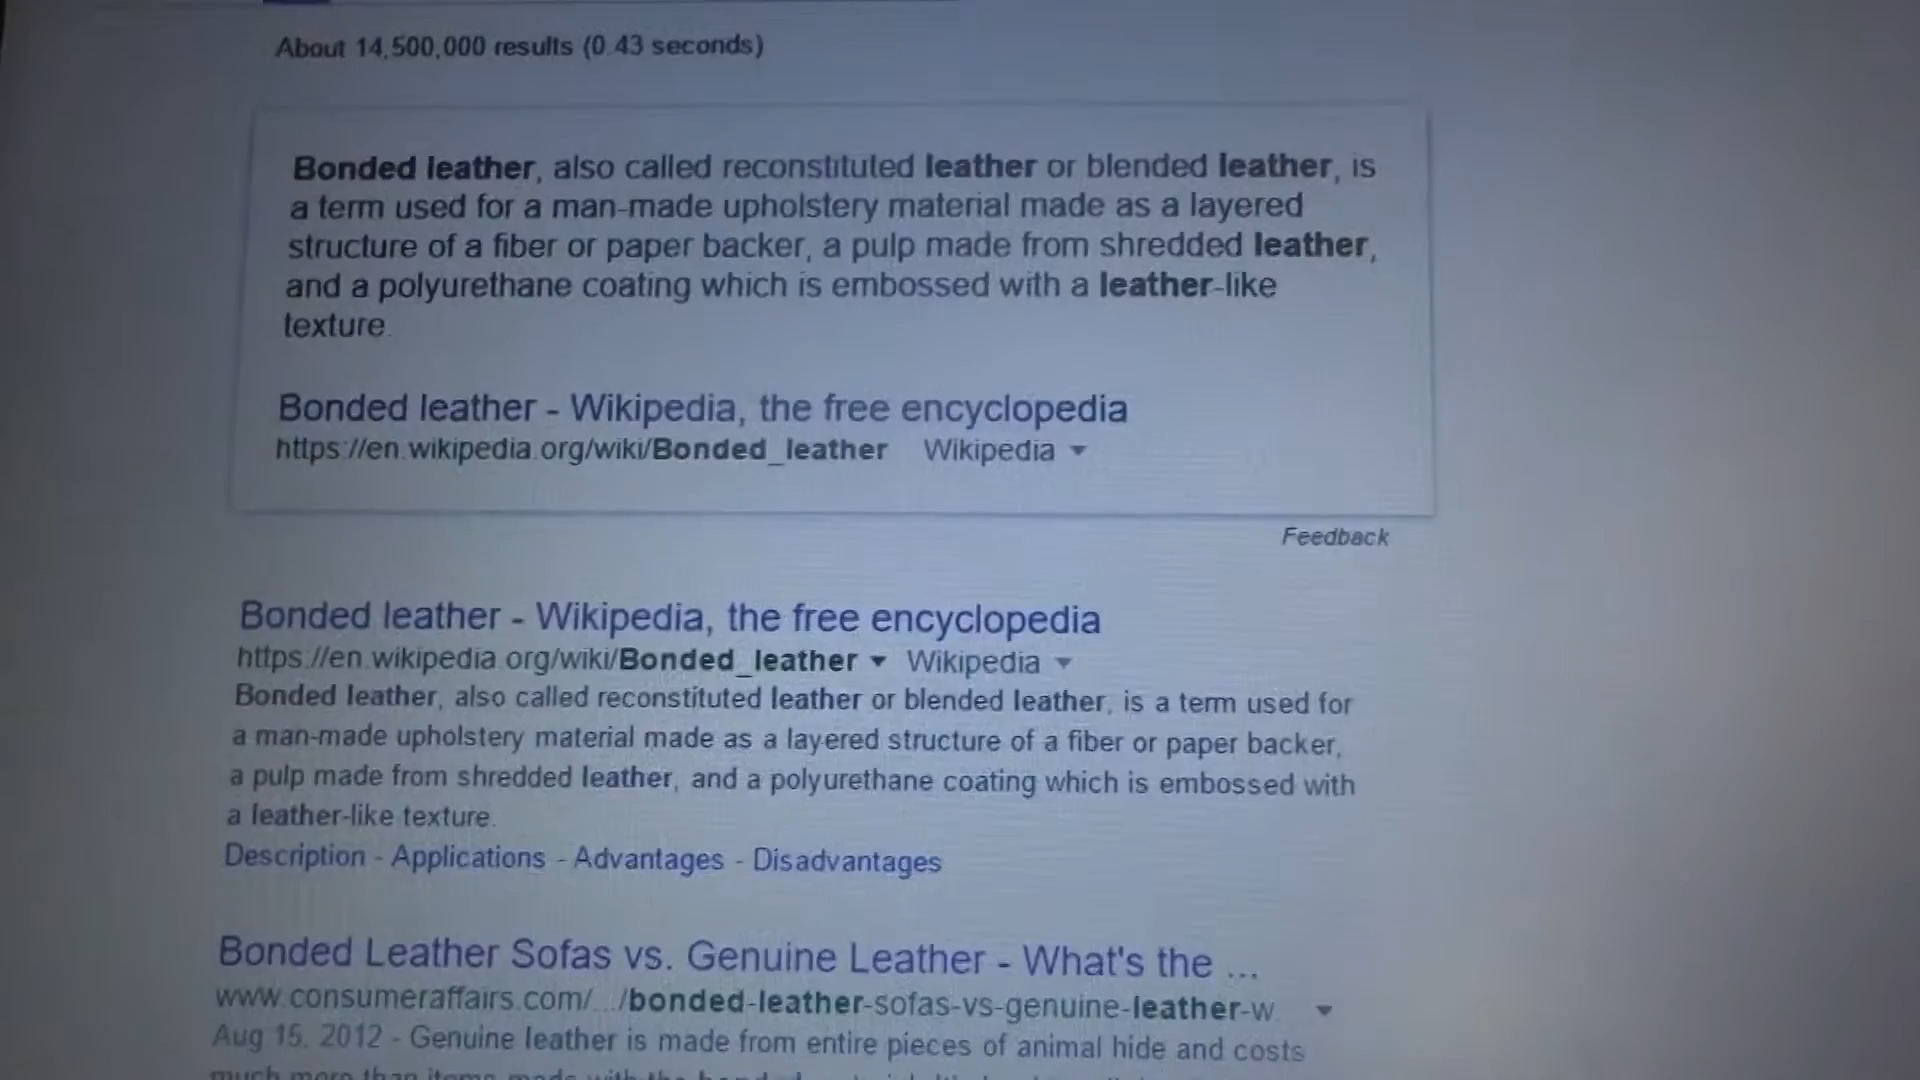 About 14,500,000 results (0.43 seconds)
Bonded leather, also called reconstituted leather or blended leather, is
a term used for a man-made upholstery material made as a layered
structure of a fiber or paper backer, a pulp made from shredded leather,
and a polyurethane coating which is embossed with a leather-like
texture.
Bonded leather - Wikipedia, the free encyclopedia
https://en.wikipedia.org/wiki/Bonded_leather Wikipedia
Feedback
Bonded leather - Wikipedia, the free encyclopedia
https://en.wikipedia.org/wiki/Bonded_leather Wikipedia
Bonded leather, also called reconstituted leather or blended leather, is a term used for
a man-made upholstery material made as a layered structure of a fiber or paper backer,
a pulp made from shredded leather, and a polyurethane coating which is embossed with
a leather-like texture.
Description - Applications - Advantages - Disadvantages
Bonded Leather Sofas vs. Genuine Leather - What's the ...
www.consumeraffairs.com/.../bonded-leather-sofas-vs-genuine-leather-w...
Aug 15, 2012 - Genuine leather is made from entire pieces of animal hide and costs
much more than items made with the